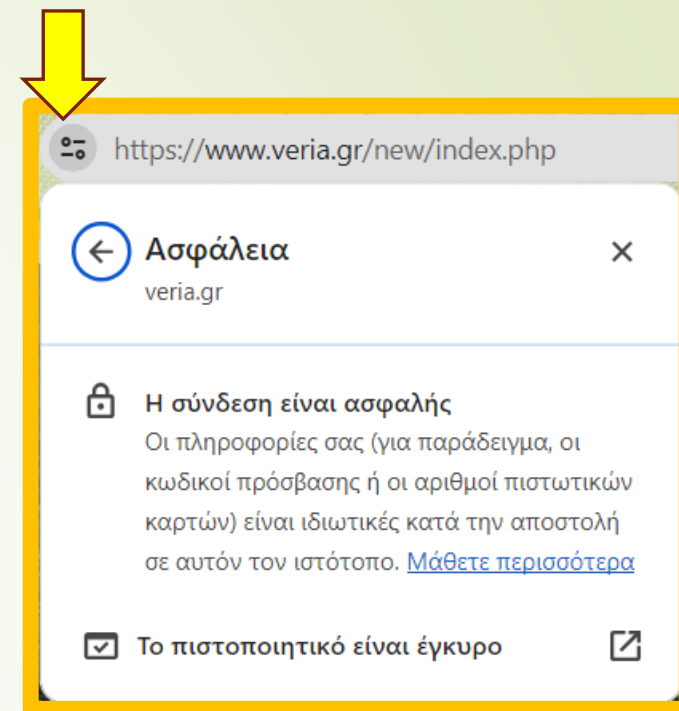 https://www.veria.gr/new/index.php
Ασφάλεια
veria.gr
Η σύνδεση είναι ασφαλής
Οι πληροφορίες σας (για παράδειγμα, οι
κωδικοί πρόσβασης ή οι αριθμοί πιστωτικών
καρτών) είναι ιδιωτικές κατά την αποστολή
σε αυτόν τον ιστότοπο. Μάθετε περισσότερα
Το πιστοποιητικό είναι έγκυρο